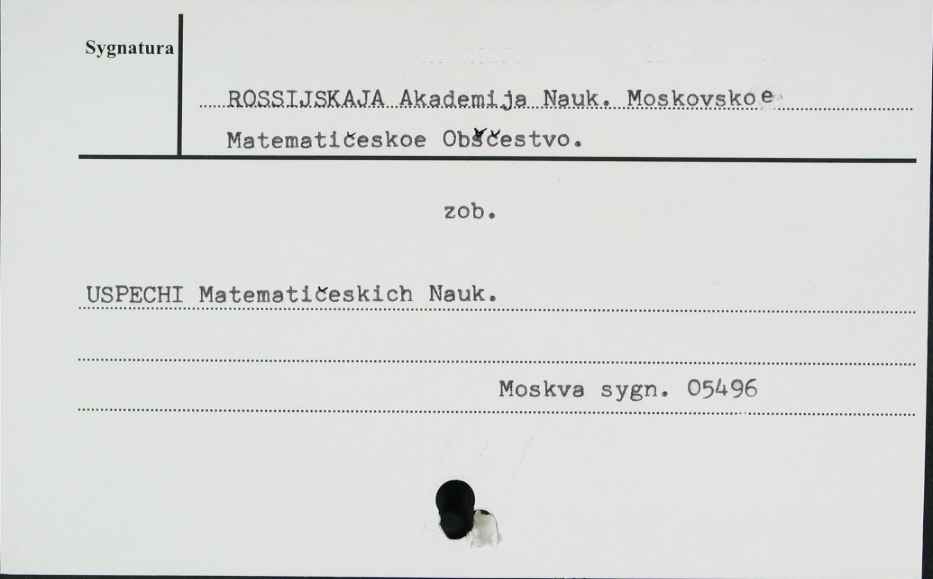 Sygnatura
ROSSIJSKAJA Akademija Nauk. Moskovskoe
Matematičeskoe Obščestvo.
zob.
USPECHI Matematičeskich Nauk.
Moskva sygn. 05496